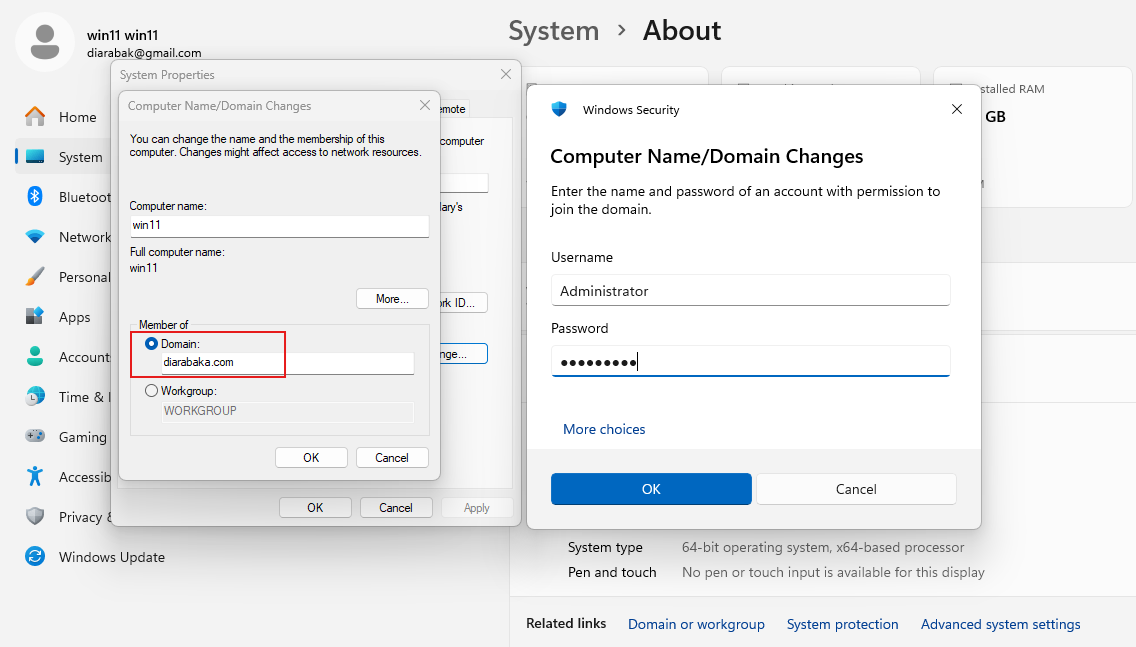 win11 win11
diarabak@gmail.com
System > About
Home
System
Bluetoot
Network
Personal
Apps
Account
Time &
Gaming
Accessib
Privacy &
Windows Update
System Properties
emote
computer
ary's
rk ID...
nge...
OK
Cancel
Apply
Computer Name/Domain Changes
You can change the name and the membership of this
computer. Changes might affect access to network resources.
Computer name:
win11
Full computer name:
win11
More...
Member of
Domain:
diarabaka.com
Workgroup:
WORKGROUP
OK
Cancel
stalled RAM
GB
Windows Security
Computer Name/Domain Changes
Enter the name and password of an account with permission to
join the domain.
Username
Administrator
Password
●●●●●●●●●
More choices
OK
Cancel
System type 64-bit operating system, x64-based processor
Pen and touch No pen or touch input is available for this display
Related links Domain or workgroup System protection Advanced system settings